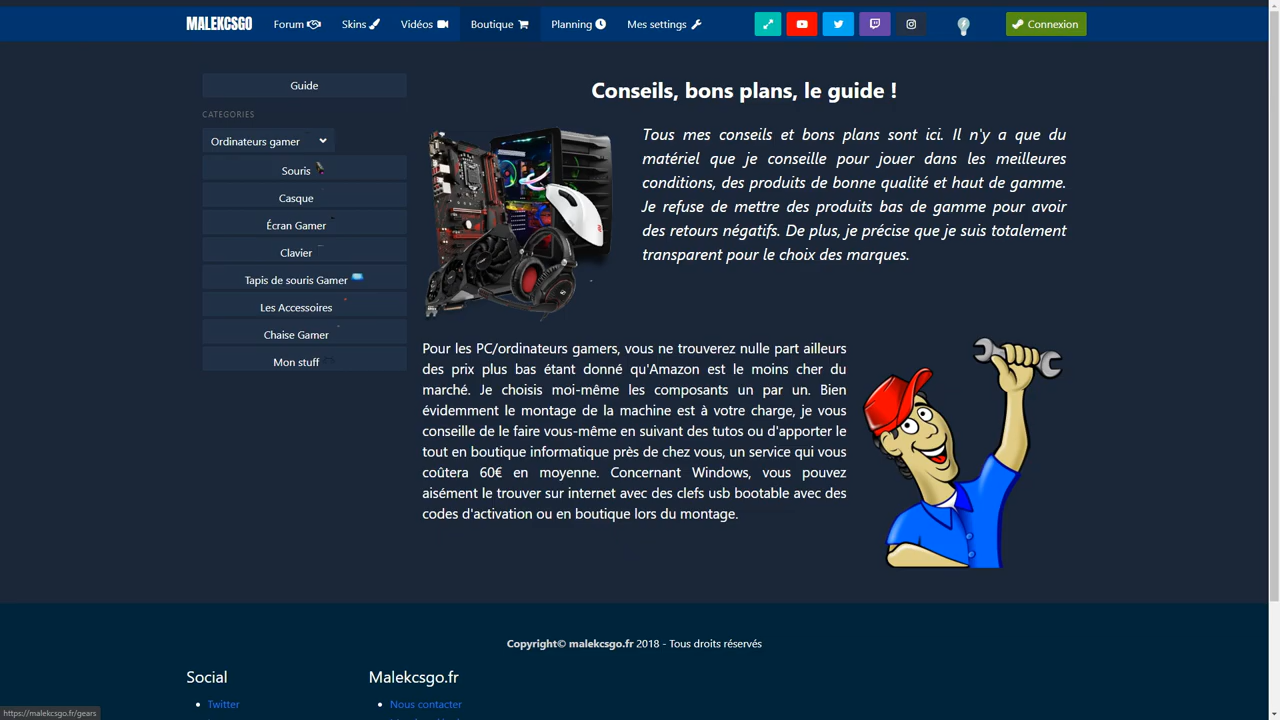 MALEKCSGO Forum Skins Vidéos Boutique Planning Mes settings Connexion
Guide
CATEGORIES
Ordinateurs gamer
Souris
Casque
Écran Gamer
Clavier
Tapis de souris Gamer
Les Accessoires
Chaise Gamer
Mon stuff
Conseils, bons plans, le guide !
Tous mes conseils et bons plans sont ici. Il n'y a que du
matériel que je conseille pour jouer dans les meilleures
conditions, des produits de bonne qualité et haut de gamme.
Je refuse de mettre des produits bas de gamme pour avoir
des retours négatifs. De plus, je précise que je suis totalement
transparent pour le choix des marques.
Pour les PC/ordinateurs gamers, vous ne trouverez nulle part ailleurs
des prix plus bas étant donné qu'Amazon est le moins cher du
marché. Je choisis moi-même les composants un par un. Bien
évidemment le montage de la machine est à votre charge, je vous
conseille de le faire vous-même en suivant des tutos ou d'apporter le
tout en boutique informatique près de chez vous, un service qui vous
coûtera 60€ en moyenne. Concernant Windows, vous pouvez
aisément le trouver sur internet avec des clefs usb bootable avec des
codes d'activation ou en boutique lors du montage.
Copyright© malekcsgo.fr 2018 - Tous droits réservés
Social
Twitter
Malekcsgo.fr
Nous contacter
https://malekcsgo.fr/gears